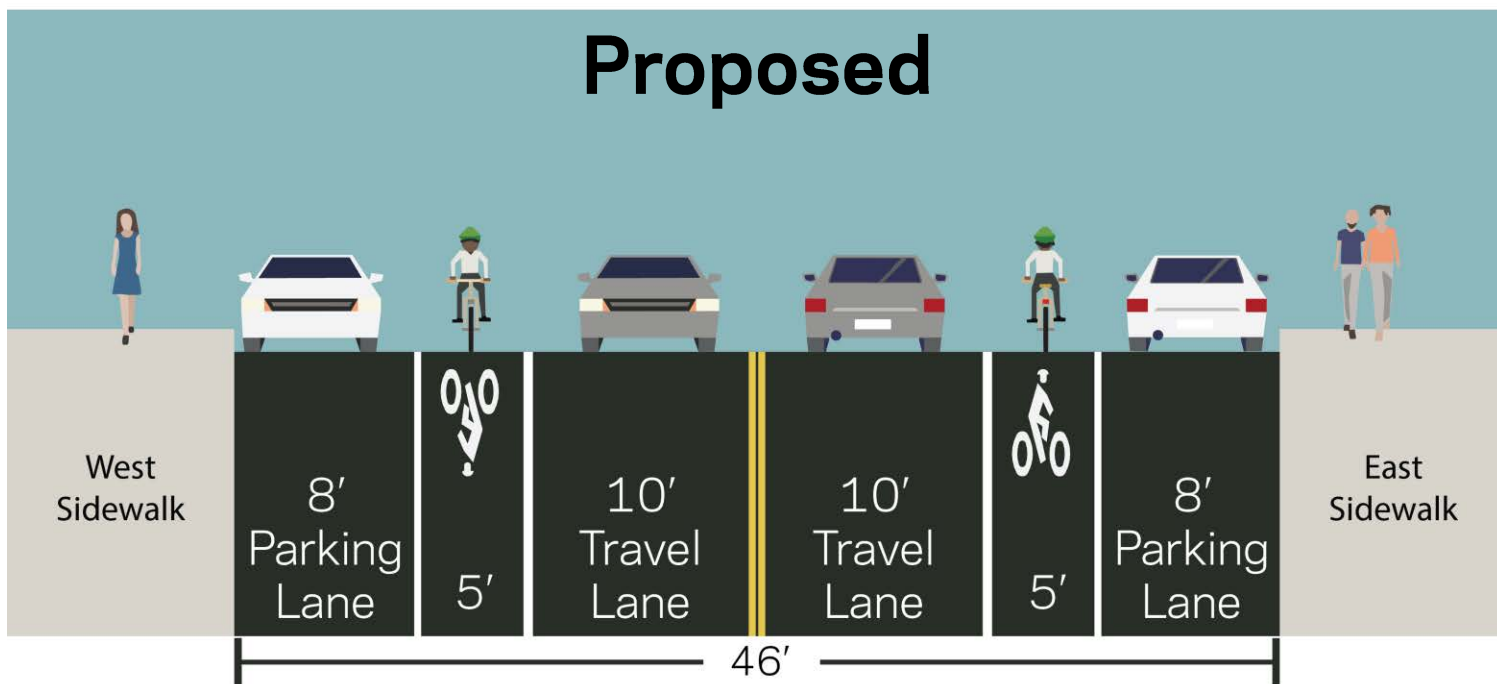 Proposed
West
Sidewalk
8'
Parking
Lane
5'
10'
Travel
Lane
10'
Travel
Lane
5'
8'
Parking
Lane
East
Sidewalk
46'